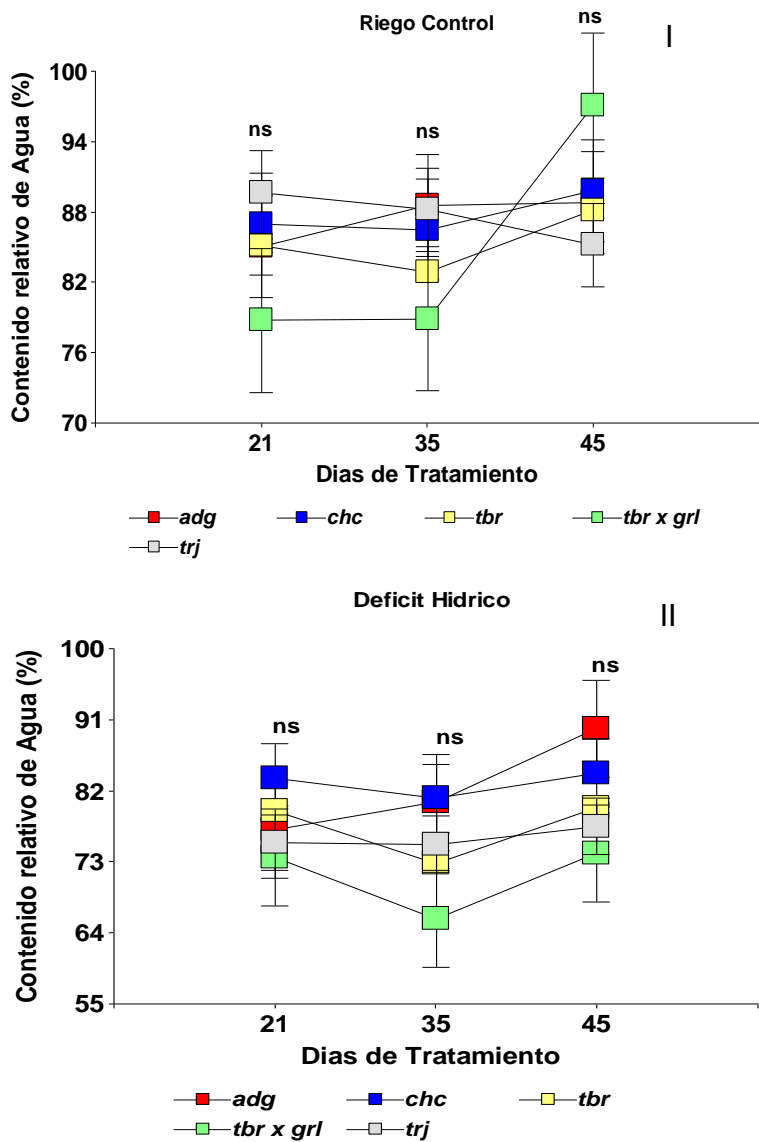 Riego Control
I
Contenido relativo de Agua (%)
100
94
88
82
76
70
ns
ns
ns
21
35
45
Dias de Tratamiento
adg
chc
tbr
tbr x grl
trj
Deficit Hidrico
II
Contenido relativo de Agua (%)
100
91
82
73
64
55
ns
ns
ns
21
35
45
Dias de Tratamiento
adg
chc
tbr
tbr x grl
trj